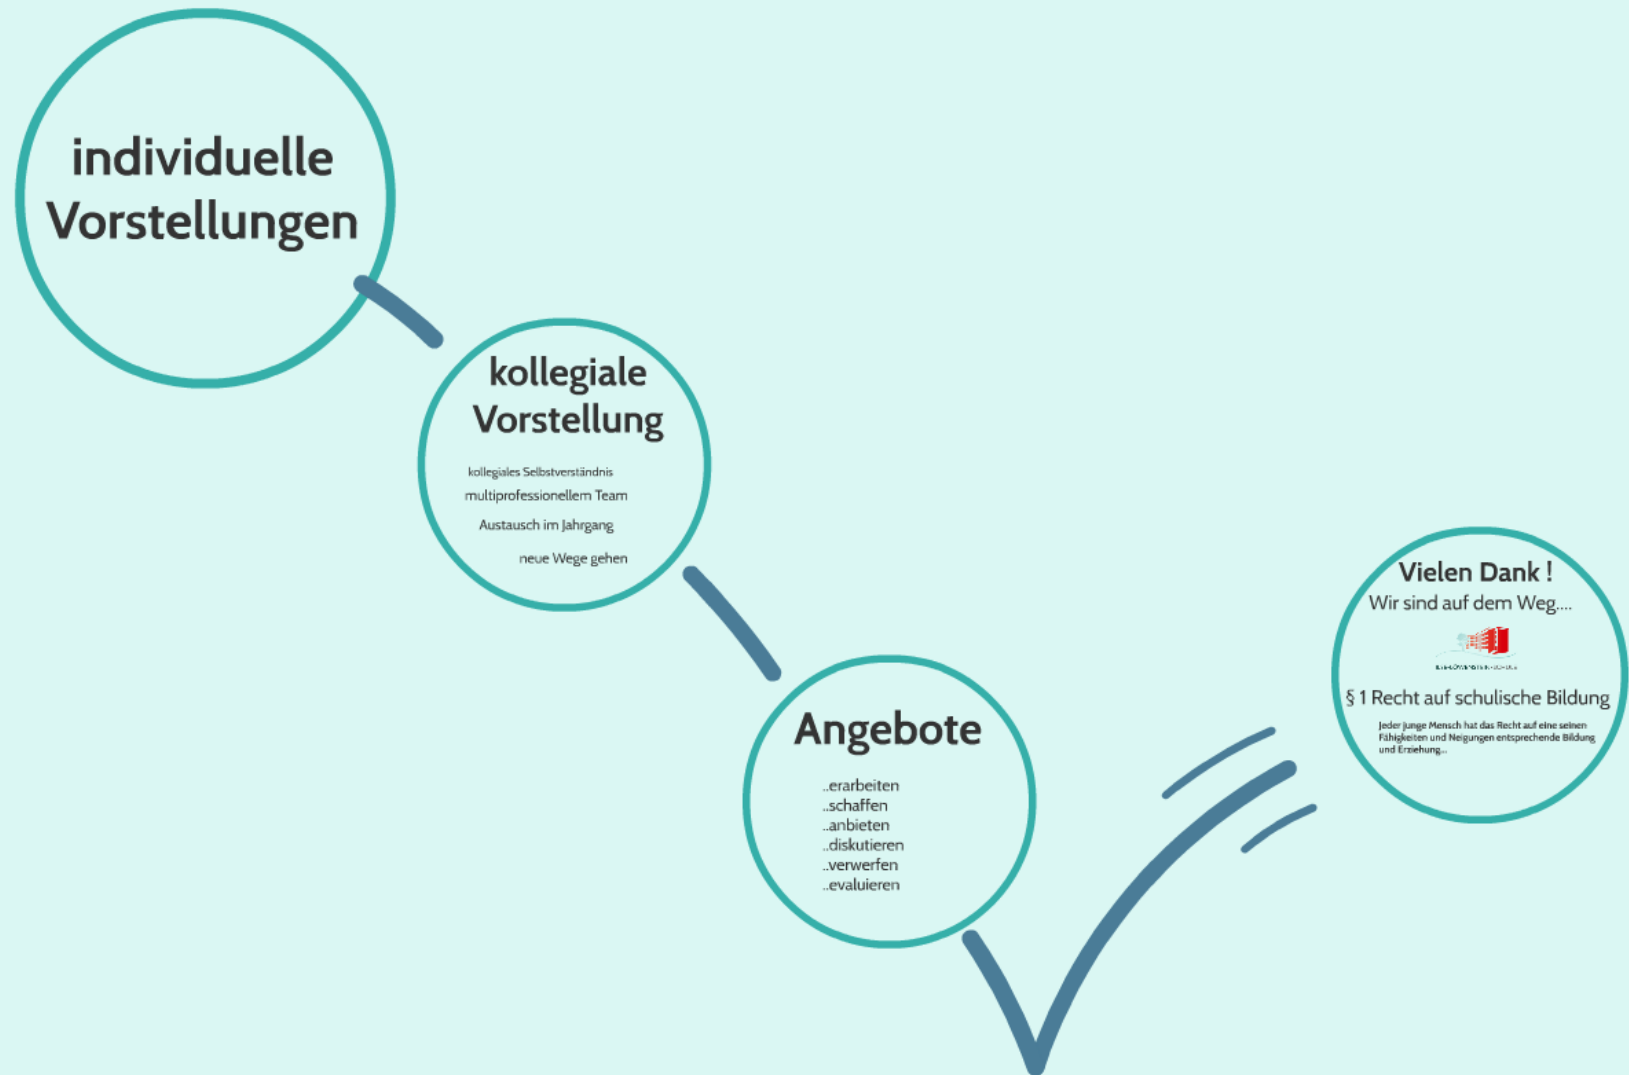 individuelle
Vorstellungen
kollegiale
Vorstellung
kollegiales Selbstverständnis
multiprofessionellem Team
Austausch im Jahrgang
neue Wege gehen
Angebote
..erarbeiten
..schaffen
..anbieten
..diskutieren
..verwerfen
..evaluieren
Vielen Dank !
Wir sind auf dem Weg....
§ 1 Recht auf schulische Bildung
Jeder junge Mensch hat das Recht auf eine seinen
Fähigkeiten und Neigungen entsprechende Bildung
und Erziehung...